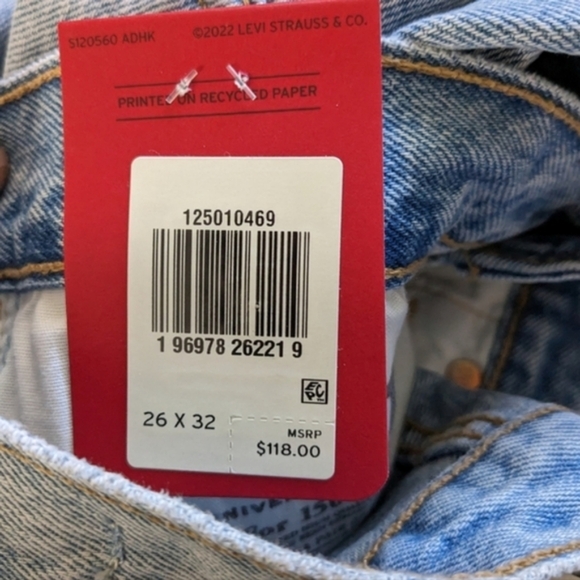 S120560 ADHK ©2022 LEVI STRAUSS & CO.
PRINTED ON RECYCLED PAPER
125010469
1 96978 26221 9
26 X 32
MSRP
$118.00